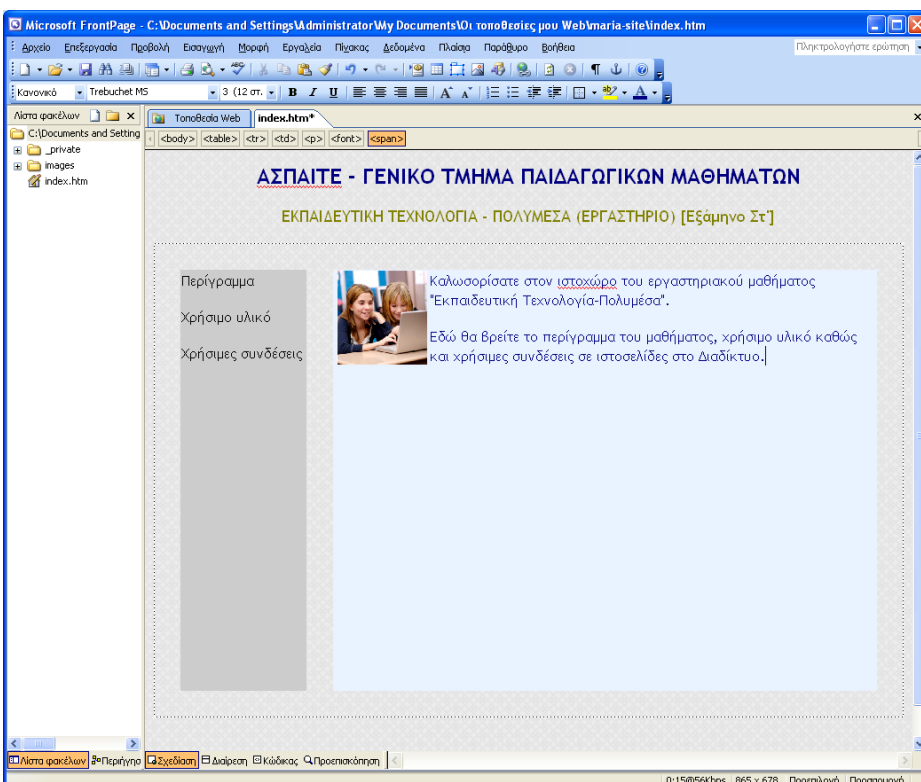 Microsoft FrontPage - C:\Documents and Settings\Administrator\My Documents\Οι τοποθεσίες μου Web\maria-site\index.htm
Αρχείο Επεξεργασία Προβολή Εισαγωγή Μορφή Εργαλεία Πίνακας Δεδομένα Πλαίσια Παράθυρο Βοήθεια Πληκτρολογήστε ερώτηση
Κανονικό Trebuchet MS 3 (12 στ. B I U
Λίστα φακέλων Τοποθεσία Web index.htm*
C:\Documents and Setting <body> <table> <tr> <td> <p> <font> <span>
_private
images
index.htm
ΑΣΠΑΙΤΕ - ΓΕΝΙΚΟ ΤΜΗΜΑ ΠΑΙΔΑΓΩΓΙΚΩΝ ΜΑΘΗΜΑΤΩΝ
ΕΚΠΑΙΔΕΥΤΙΚΗ ΤΕΧΝΟΛΟΓΙΑ - ΠΟΛΥΜΕΣΑ (ΕΡΓΑΣΤΗΡΙΟ) [Εξάμηνο Στ']
Περίγραμμα
Χρήσιμο υλικό
Χρήσιμες συνδέσεις
Καλωσορίσατε στον ιστοχώρο του εργαστηριακού μαθήματος
"Εκπαιδευτική Τεχνολογία-Πολυμέσα".
Εδώ θα βρείτε το περίγραμμα του μαθήματος, χρήσιμο υλικό καθώς
και χρήσιμες συνδέσεις σε ιστοσελίδες στο Διαδίκτυο.
Λίστα φακέλων Περιήγησ Σχεδίαση Διαίρεση Κώδικας Προεπισκόπηση
0:15@56Kbps 865 x 678 Προεπιλογή Προσαρμογή